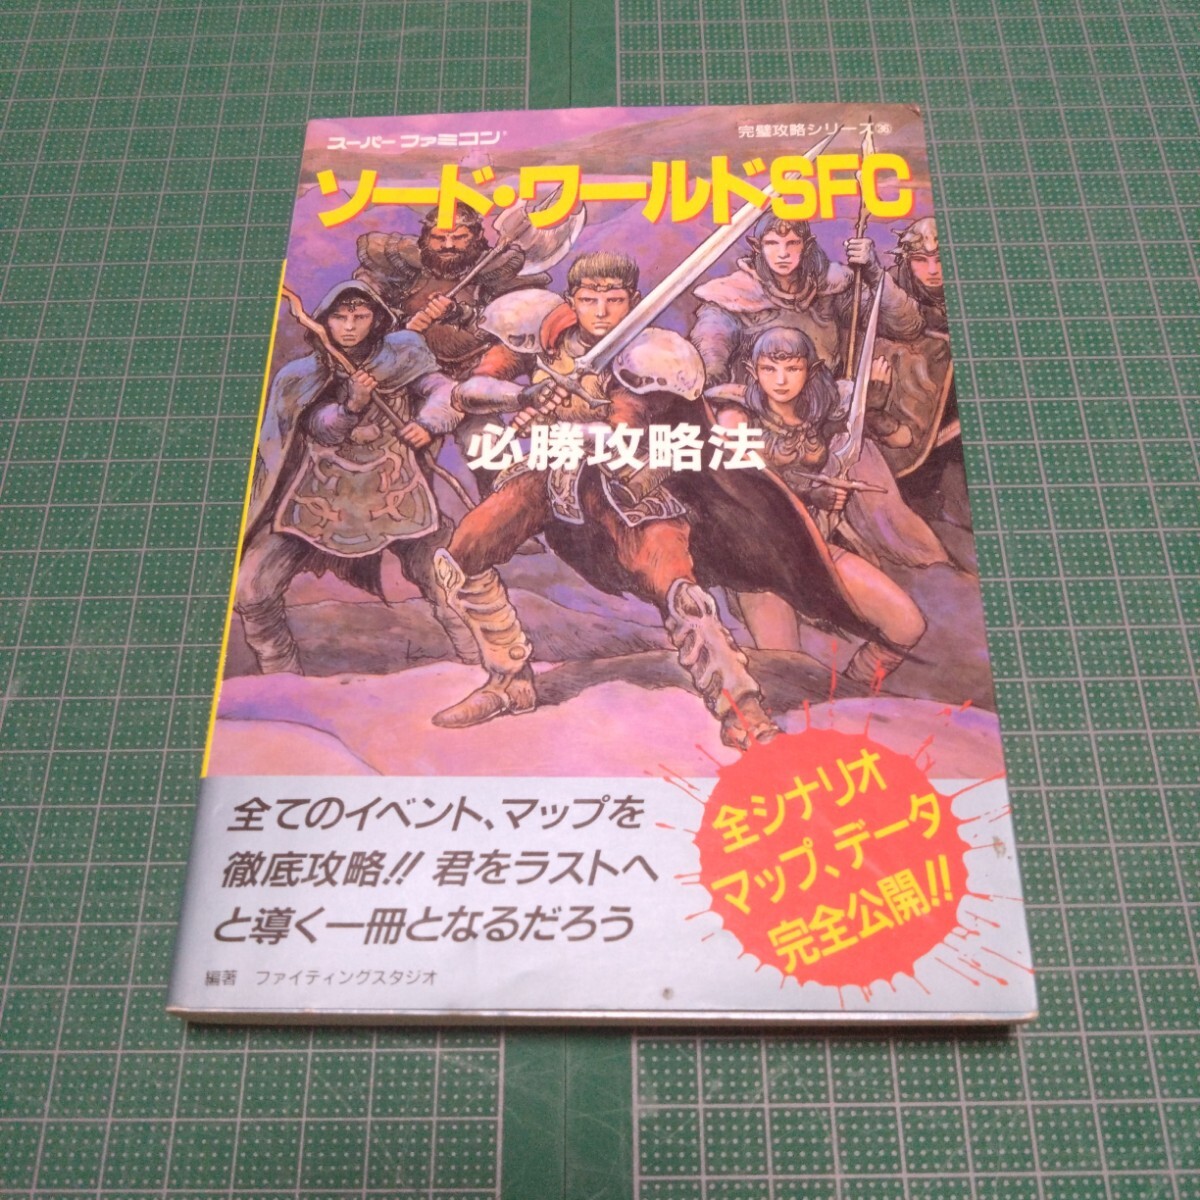 スーパーファミコン®
完璧攻略シリーズ㊱
ソード・ワールドSFC
必勝攻略法
全てのイベント、マップを
徹底攻略!! 君をラストへ
と導く一冊となるだろう
編著 ファイティングスタジオ
全シナリオ
マップ、データ
完全公開!!